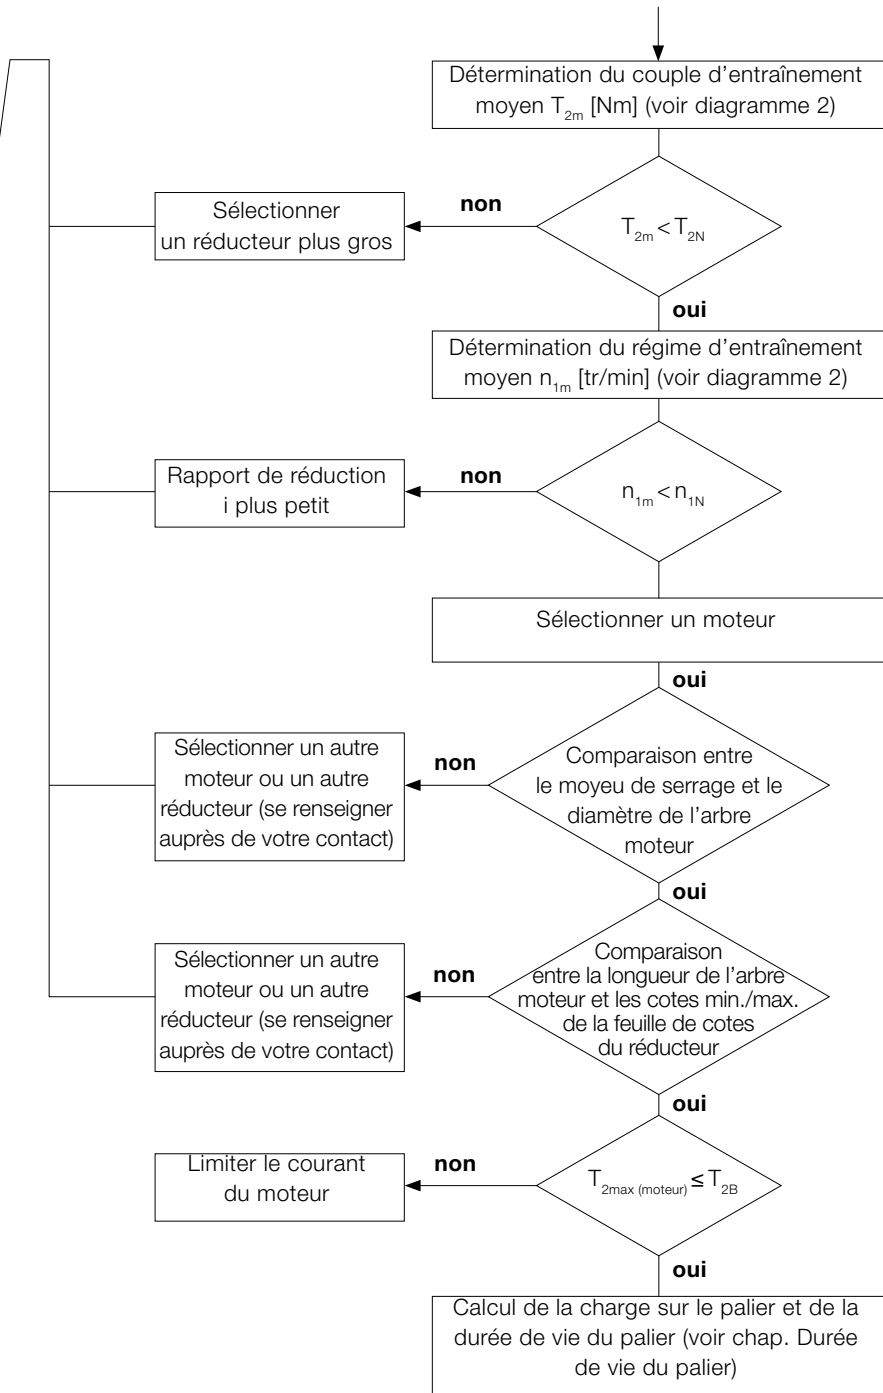 Détermination du couple d’entraînement
moyen T2m [Nm] (voir diagramme 2)
non
Sélectionner
un réducteur plus gros
T2m < T2N
oui
Détermination du régime d’entraînement
moyen n1m [tr/min] (voir diagramme 2)
non
Rapport de réduction
i plus petit
n1m < n1N
Sélectionner un moteur
oui
Sélectionner un autre
moteur ou un autre
réducteur (se renseigner
auprès de votre contact)
non
Comparaison entre
le moyeu de serrage et le
diamètre de l’arbre
moteur
oui
Sélectionner un autre
moteur ou un autre
réducteur (se renseigner
auprès de votre contact)
non
Comparaison
entre la longueur de l’arbre
moteur et les cotes min./max.
de la feuille de cotes
du réducteur
oui
Limiter le courant
du moteur
non
T2max (moteur) ≤ T2B
oui
Calcul de la charge sur le palier et de la
durée de vie du palier (voir chap. Durée
de vie du palier)